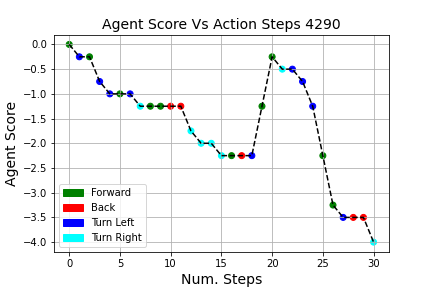 Agent Score Vs Action Steps 4290
Agent Score
0.0
−0.5
−1.0
−1.5
−2.0
−2.5
−3.0
−3.5
−4.0
Forward
Back
Turn Left
Turn Right
0 5 10 15 20 25 30
Num. Steps